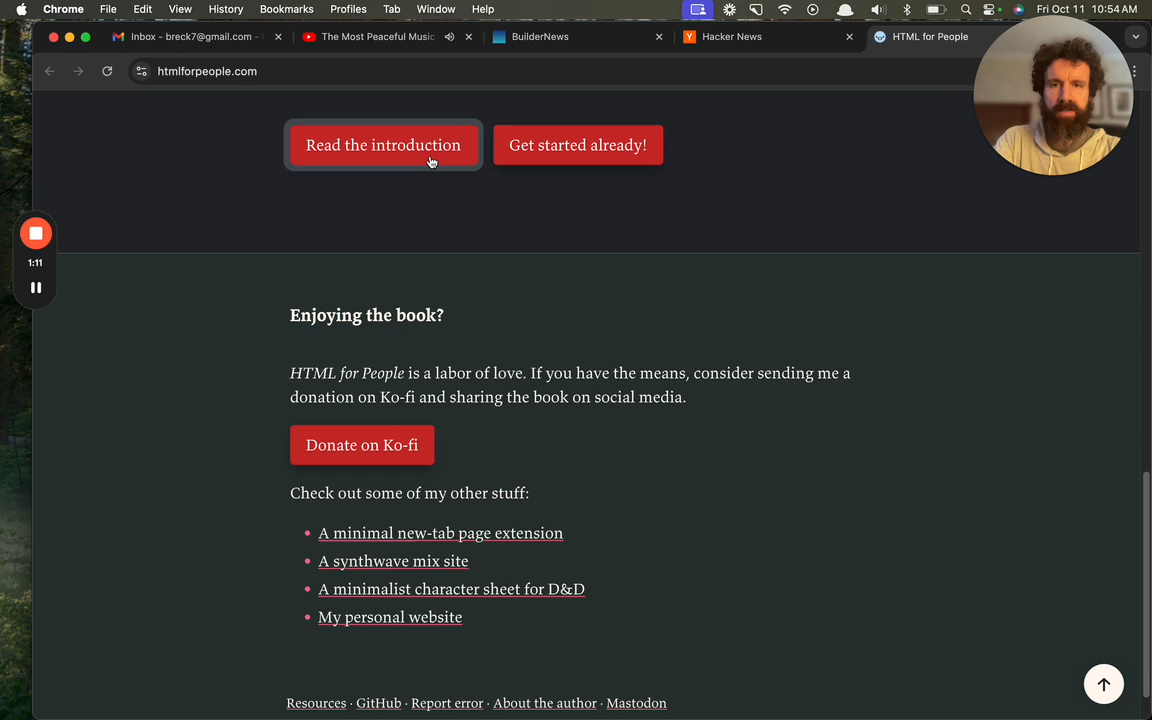 Chrome File Edit View History Bookmarks Profiles Tab Window Help Fri Oct 11 10:54 AM
Inbox - breck7@gmail.com - The Most Peaceful Music BuilderNews Hacker News HTML for People
htmlforpeople.com
Read the introduction Get started already!
1:11
Enjoying the book?
HTML for People is a labor of love. If you have the means, consider sending me a
donation on Ko-fi and sharing the book on social media.
Donate on Ko-fi
Check out some of my other stuff:
• A minimal new-tab page extension
• A synthwave mix site
• A minimalist character sheet for D&D
• My personal website
Resources · GitHub · Report error · About the author · Mastodon